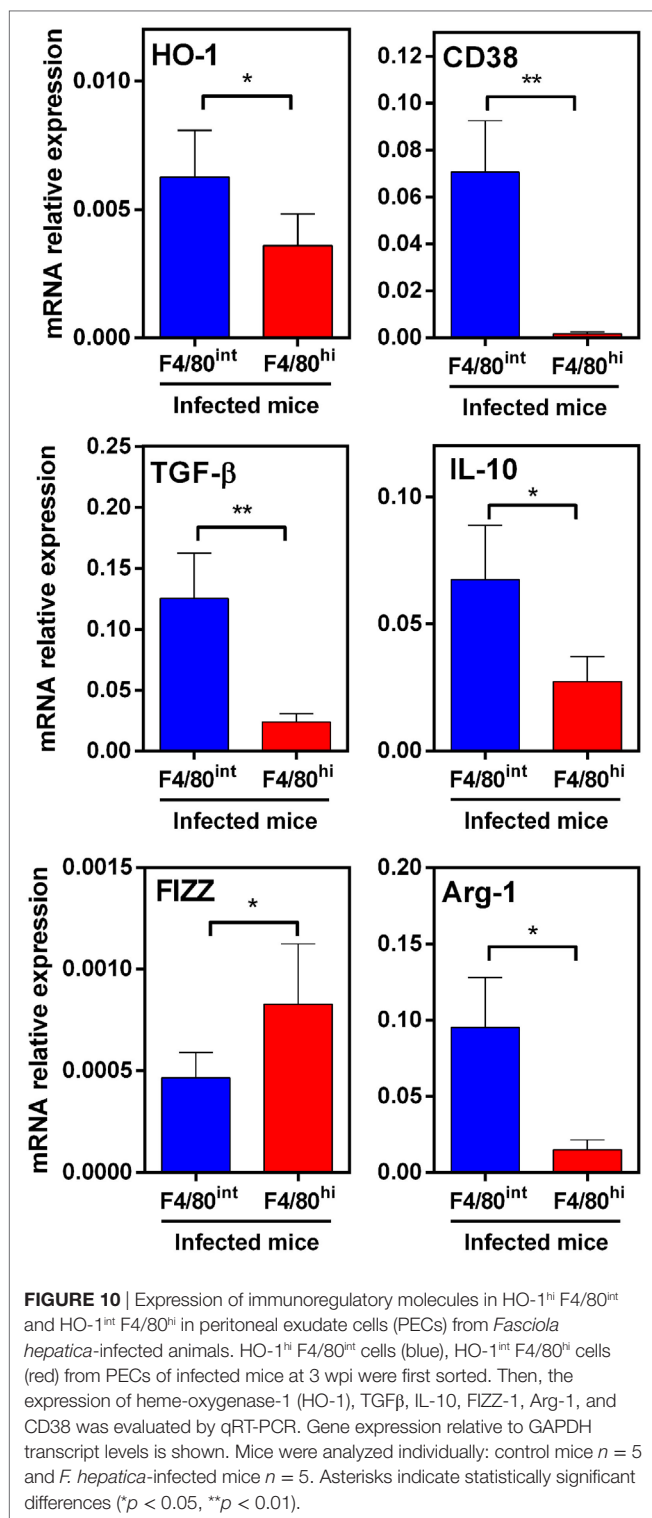 HO-1
mRNA relative expression
0.010
0.005
0.000
*
F4/80int
F4/80hi
Infected mice
CD38
0.12
0.10
0.08
0.06
0.04
0.02
0.00
**
F4/80int
F4/80hi
Infected mice
TGF-β
mRNA relative expression
0.25
0.20
0.15
0.10
0.05
0.00
**
F4/80int
F4/80hi
Infected mice
IL-10
0.10
0.05
0.00
*
F4/80int
F4/80hi
Infected mice
FIZZ
mRNA relative expression
0.0015
0.0010
0.0005
0.0000
*
F4/80int
F4/80hi
Infected mice
Arg-1
0.20
0.15
0.10
0.05
0.00
*
F4/80int
F4/80hi
Infected mice
FIGURE 10 | Expression of immunoregulatory molecules in HO-1hi F4/80int
and HO-1int F4/80hi in peritoneal exudate cells (PECs) from Fasciola
hepatica-infected animals. HO-1hi F4/80int cells (blue), HO-1int F4/80hi cells
(red) from PECs of infected mice at 3 wpi were first sorted. Then, the
expression of heme-oxygenase-1 (HO-1), TGFβ, IL-10, FIZZ-1, Arg-1, and
CD38 was evaluated by qRT-PCR. Gene expression relative to GAPDH
transcript levels is shown. Mice were analyzed individually: control mice n = 5
and F. hepatica-infected mice n = 5. Asterisks indicate statistically significant
differences (*p < 0.05, **p < 0.01).